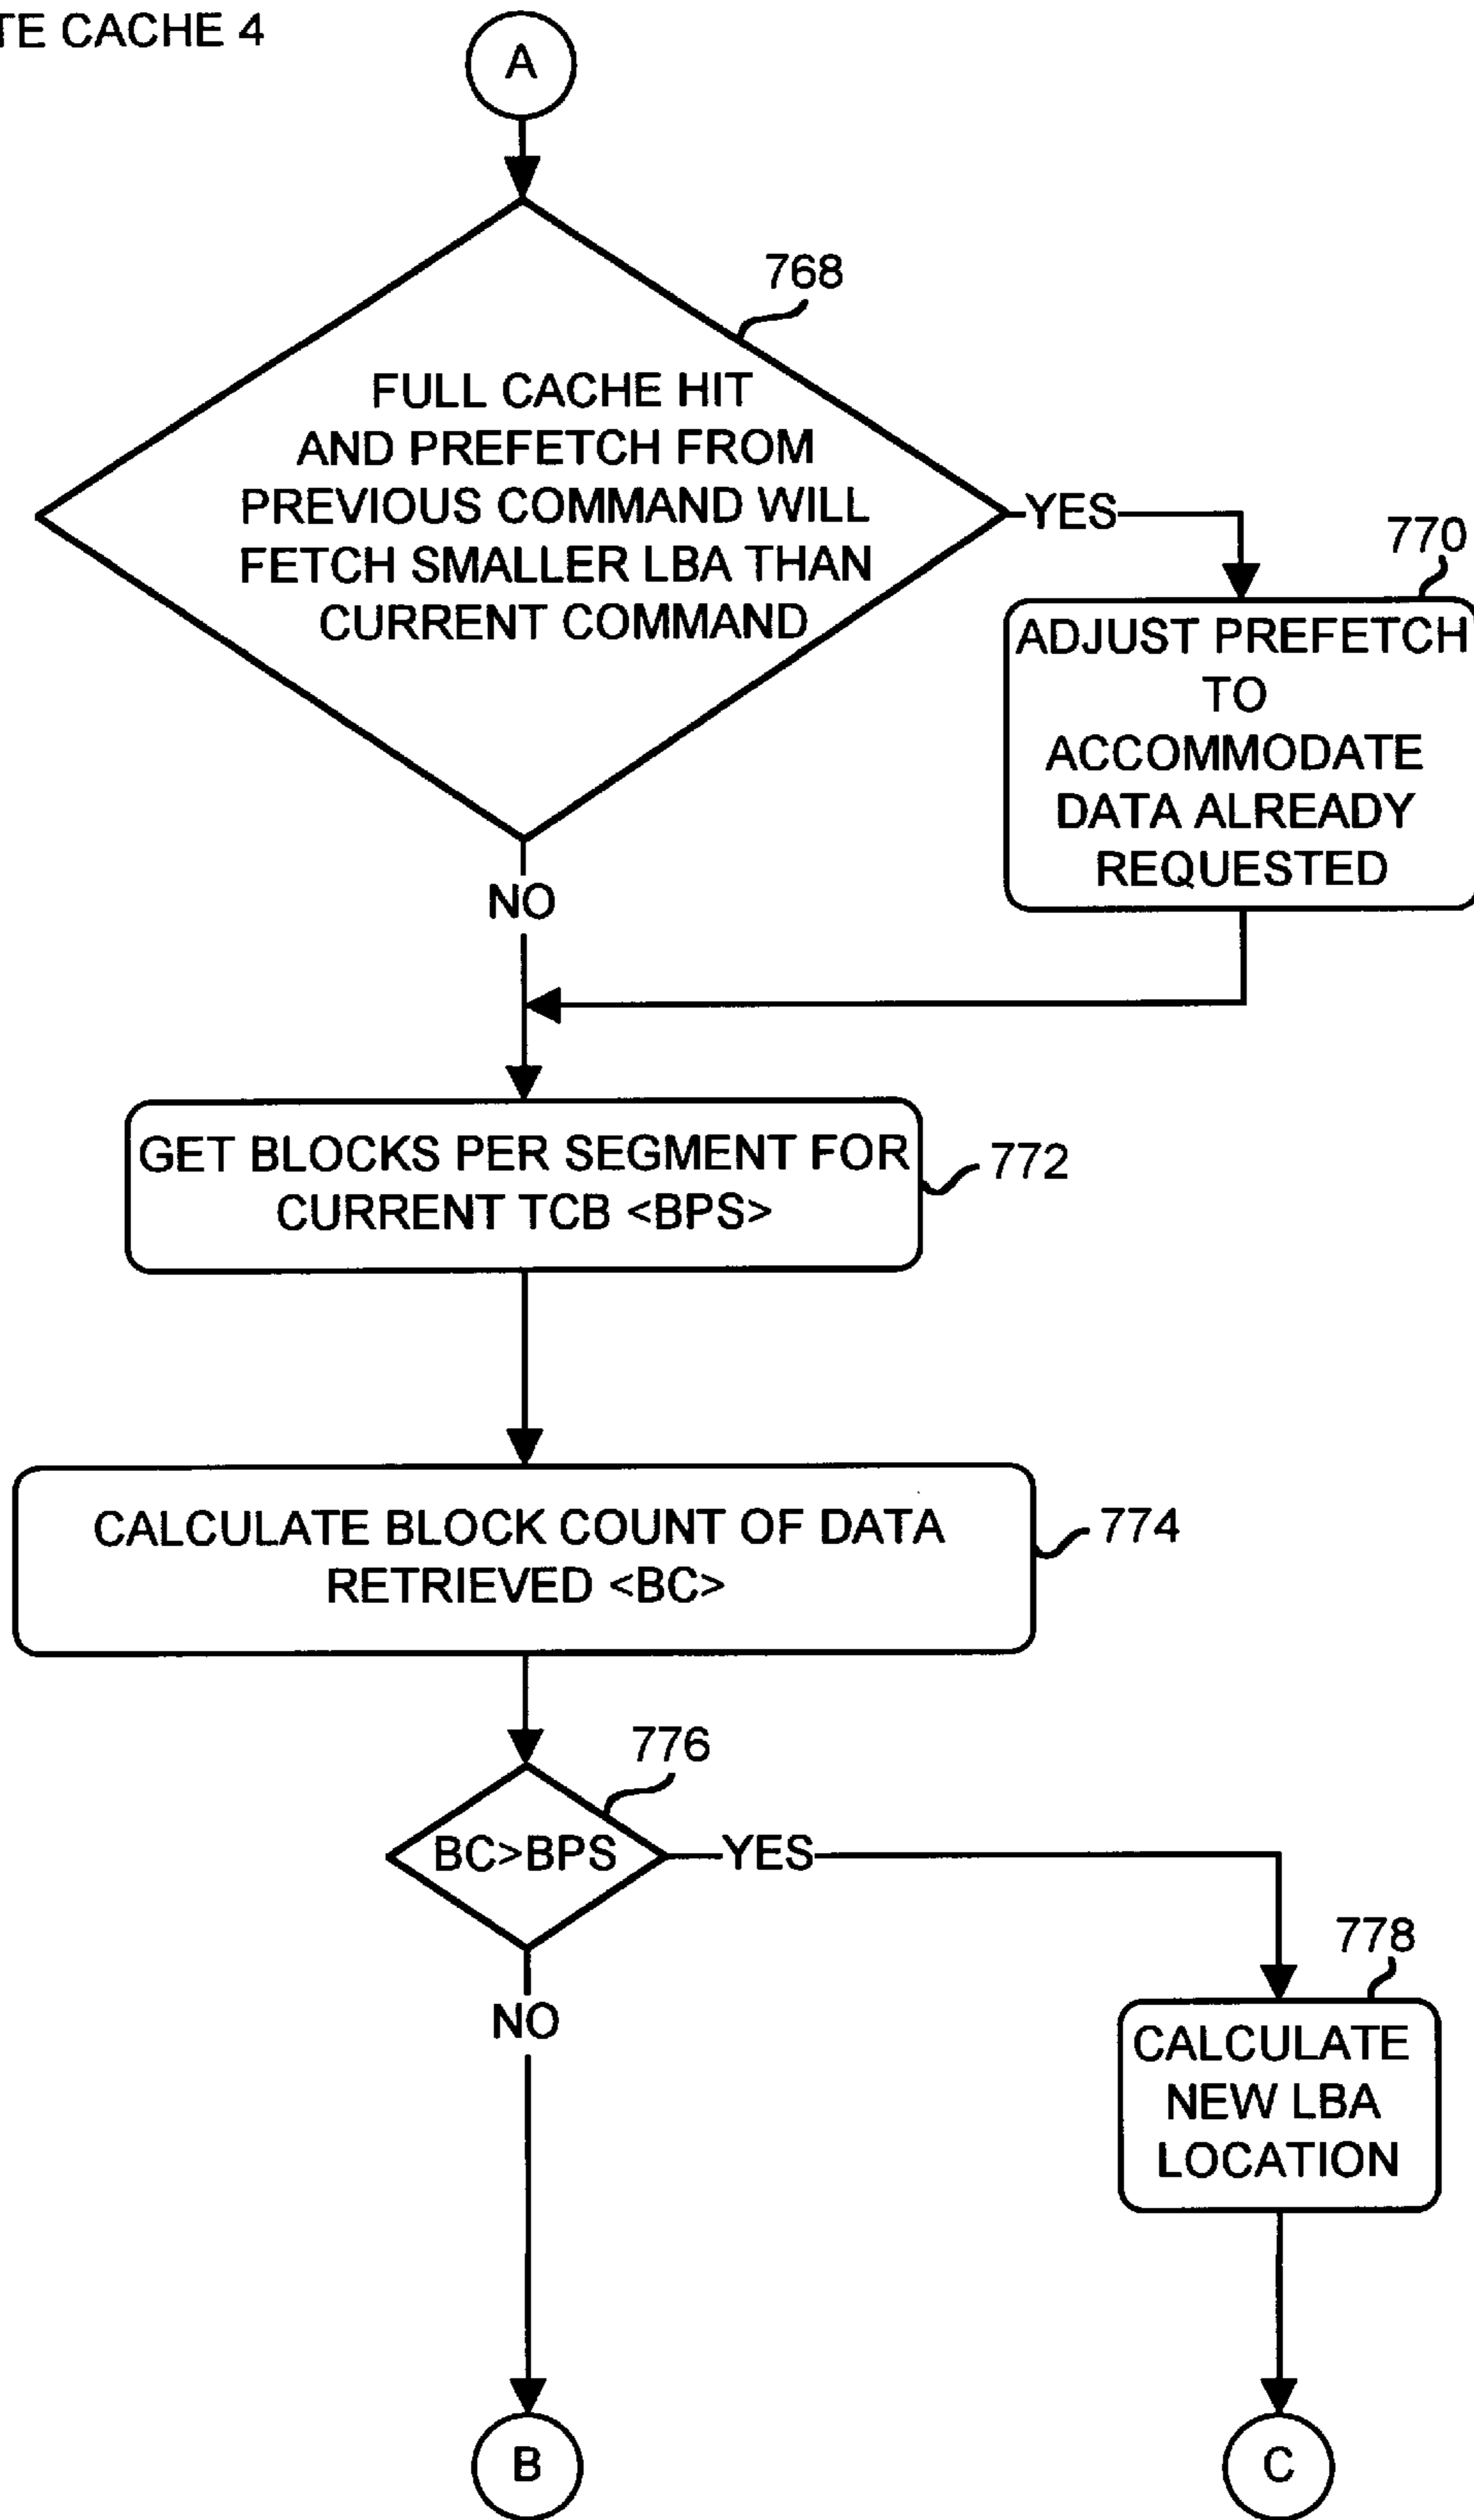 CACHE 4
A
768
FULL CACHE HIT
AND PREFETCH FROM
PREVIOUS COMMAND WILL
FETCH SMALLER LBA THAN
CURRENT COMMAND
YES
770
ADJUST PREFETCH
TO
ACCOMMODATE
DATA ALREADY
REQUESTED
NO
GET BLOCKS PER SEGMENT FOR
CURRENT TCB <BPS>
772
CALCULATE BLOCK COUNT OF DATA
RETRIEVED <BC>
774
776
BC>BPS
YES
778
CALCULATE
NEW LBA
LOCATION
NO
B
C